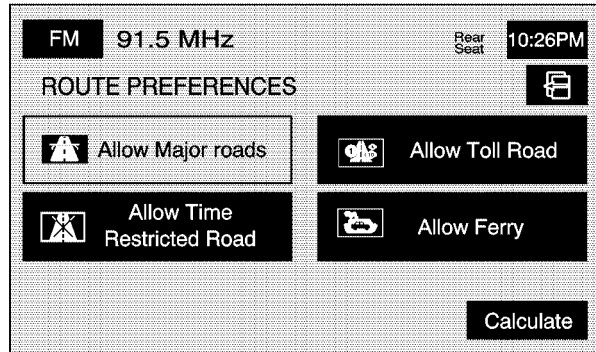 FM 91.5 MHz Rear Seat 10:26PM
ROUTE PREFERENCES
Allow Major roads
Allow Toll Road
Allow Time
Restricted Road
Allow Ferry
Calculate